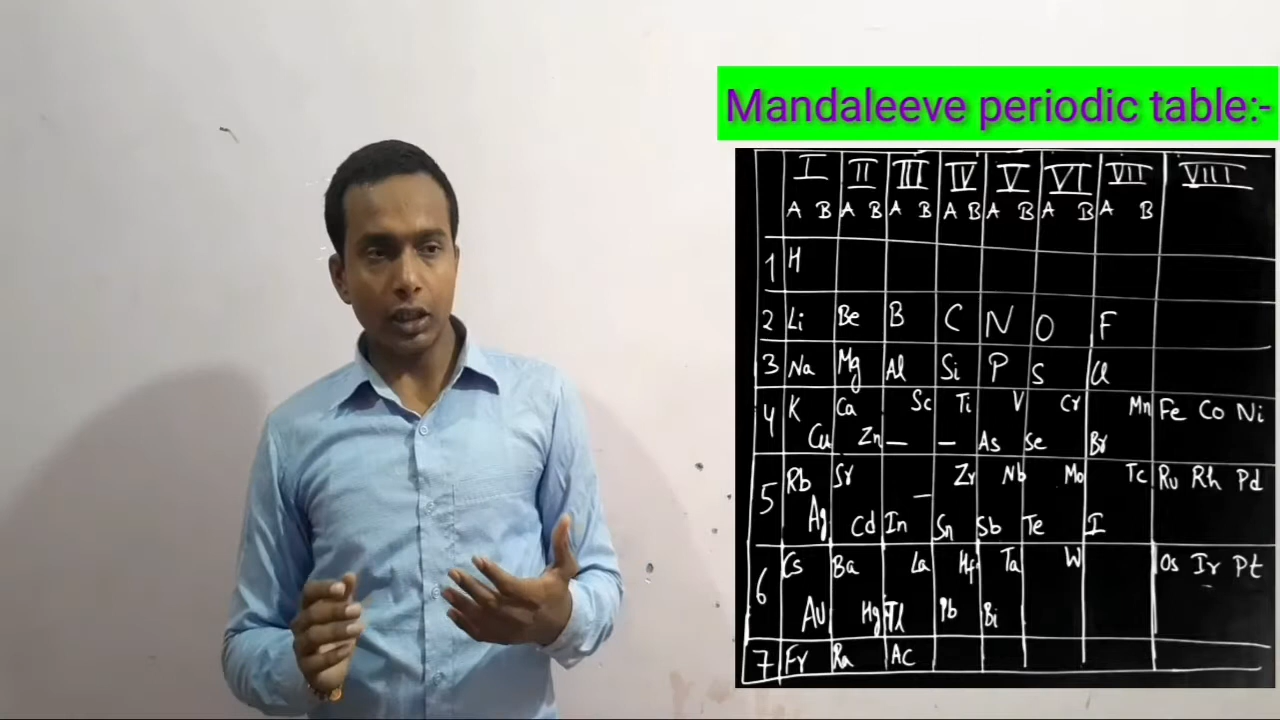 Mandaleeve periodic table:-
I II III IV V VI VII VIII
A B A B A B A B A B A B A B
1 H
2 Li Be B C N O F
3 Na Mg Al Si P S Cl
4 K Ca Sc Ti V Cr Mn Fe Co Ni
Cu Zn — — As Se Br
5 Rb Sr — Zr Nb Mo Tc Ru Rh Pd
Ag Cd In Sn Sb Te I
6 Cs Ba La Hf Ta W Os Ir Pt
AU Hg Tl Pb Bi
7 Fr Ra AC